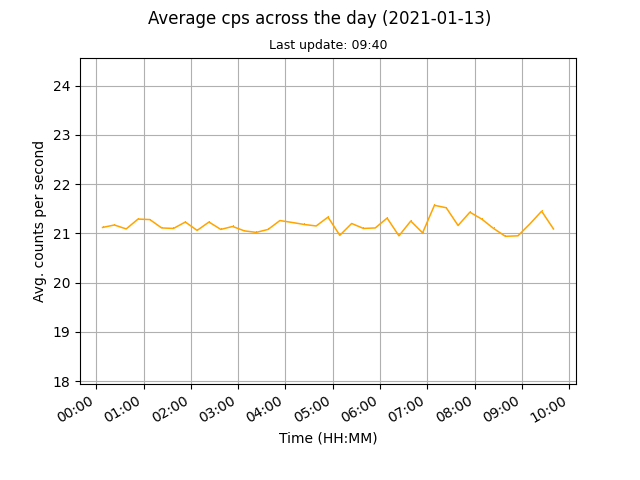 Average cps across the day (2021-01-13)
Last update: 09:40
Avg. counts per second
24
23
22
21
20
19
18
00:00 01:00 02:00 03:00 04:00 05:00 06:00 07:00 08:00 09:00 10:00
Time (HH:MM)